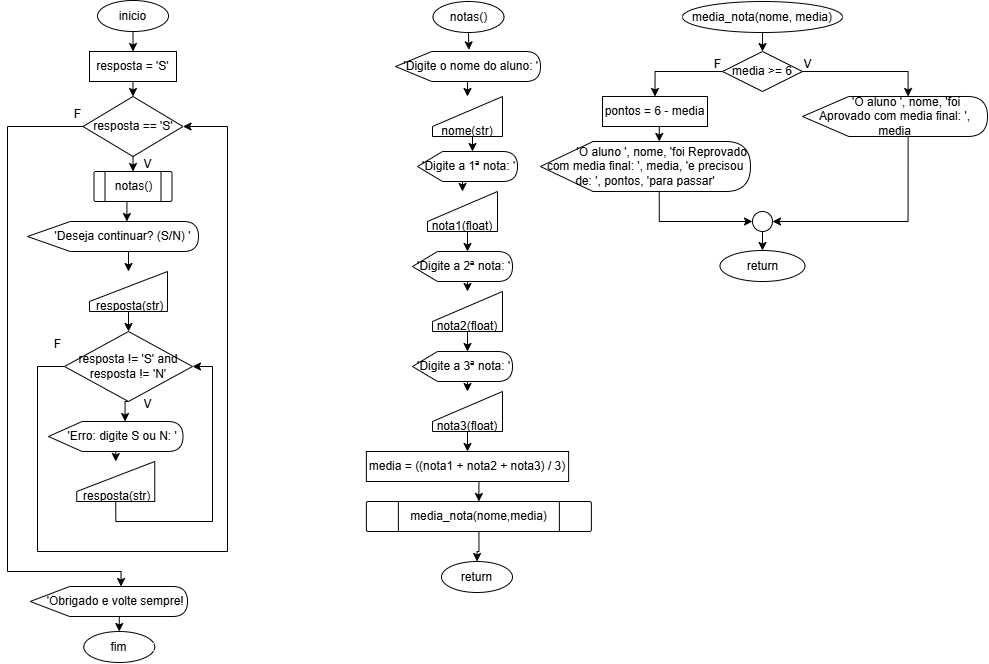 inicio
resposta = 'S'
F
resposta == 'S'
V
notas()
'Deseja continuar? (S/N) '
resposta(str)
F
resposta != 'S' and
resposta != 'N'
V
'Erro: digite S ou N: '
resposta(str)
'Obrigado e volte sempre!
fim
notas()
'Digite o nome do aluno: '
nome(str)
'Digite a 1ª nota: '
nota1(float)
'Digite a 2ª nota: '
nota2(float)
'Digite a 3ª nota: '
nota3(float)
media = ((nota1 + nota2 + nota3) / 3)
media_nota(nome,media)
return
media_nota(nome, media)
F
media >= 6
V
pontos = 6 - media
'O aluno ', nome, 'foi Reprovado
com media final: ', media, 'e precisou
de: ', pontos, 'para passar'
'O aluno ', nome, 'foi
Aprovado com media final: ',
media
return